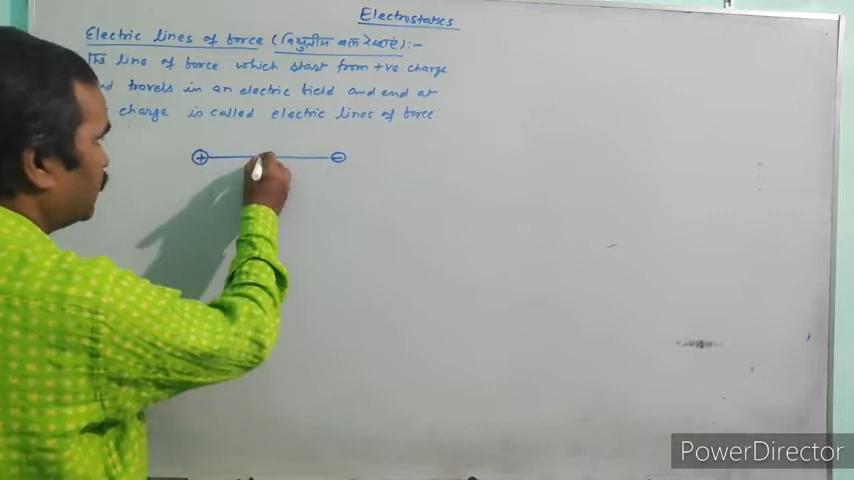 Electrostatics
Electric lines of force (विद्युतीय बल रेखाएं):-
The line of force which start from +ve charge
travels in an electric field and end at
charge is called electric lines of force.
+ −
PowerDirector